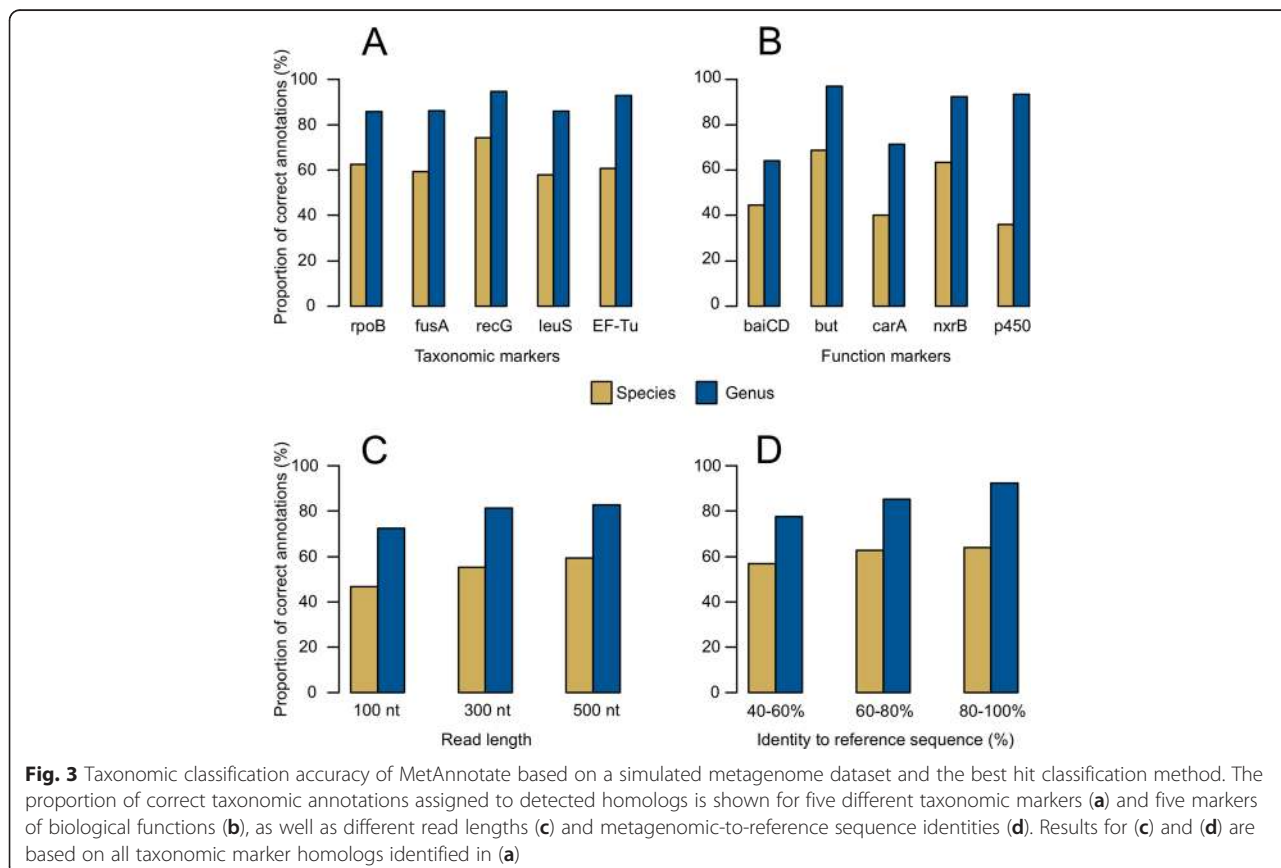 A
Proportion of correct annotations (%)
100
80
60
40
20
0
rpoB fusA recG leuS EF-Tu
Taxonomic markers
B
100
80
60
40
20
0
baiCD but carA nxrB p450
Function markers
Species Genus
C
Proportion of correct annotations (%)
100
80
60
40
20
0
100 nt 300 nt 500 nt
Read length
D
100
80
60
40
20
0
40-60% 60-80% 80-100%
Identity to reference sequence (%)
Fig. 3 Taxonomic classification accuracy of MetAnnotate based on a simulated metagenome dataset and the best hit classification method. The
proportion of correct taxonomic annotations assigned to detected homologs is shown for five different taxonomic markers (a) and five markers
of biological functions (b), as well as different read lengths (c) and metagenomic-to-reference sequence identities (d). Results for (c) and (d) are
based on all taxonomic marker homologs identified in (a)